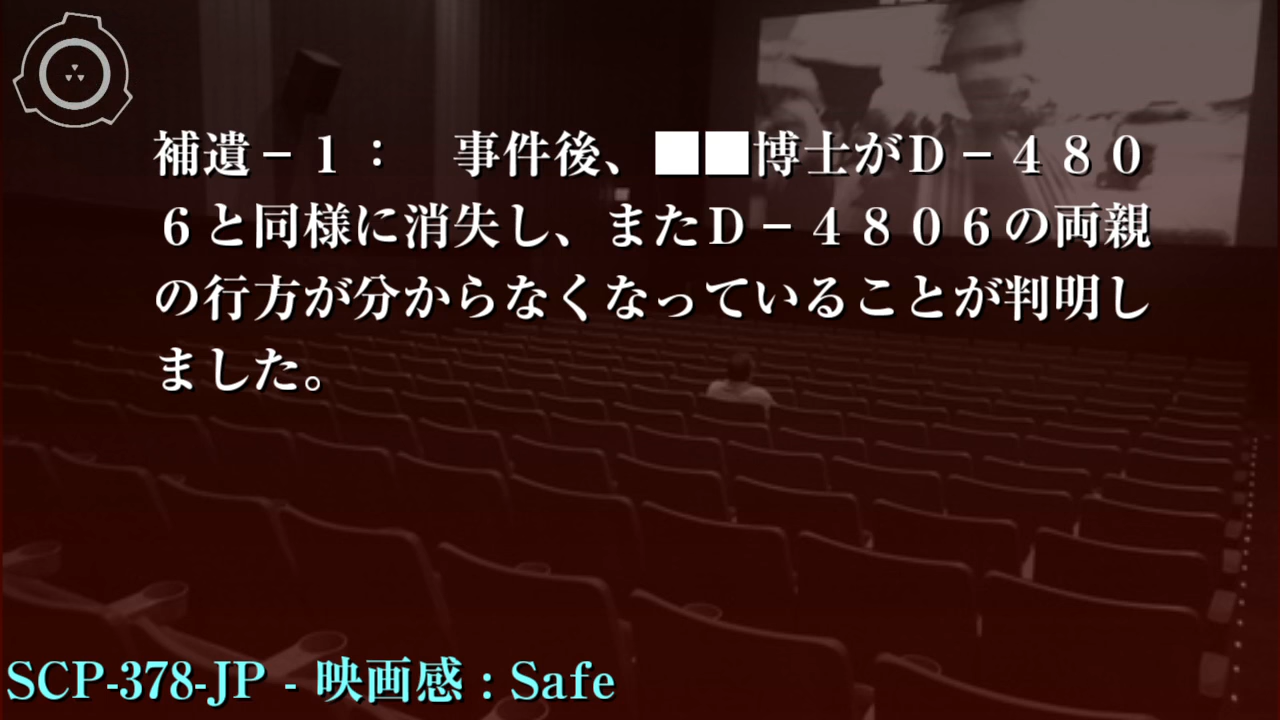 補遺－１：　事件後、■■博士がＤ－４８０
６と同様に消失し、またＤ－４８０６の両親
の行方が分からなくなっていることが判明し
ました。
SCP-378-JP - 映画感 : Safe